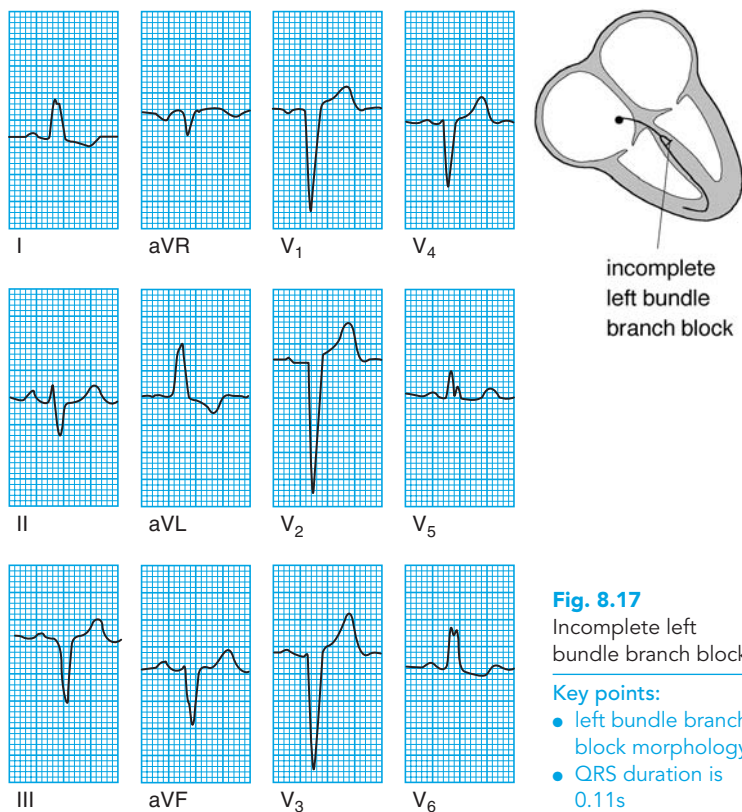 I
aVR
V1
V4
incomplete
left bundle
branch block
II
aVL
V2
V5
III
aVF
V3
V6
Fig. 8.17
Incomplete left
bundle branch block
Key points:
● left bundle branch
block morphology
● QRS duration is
0.11s